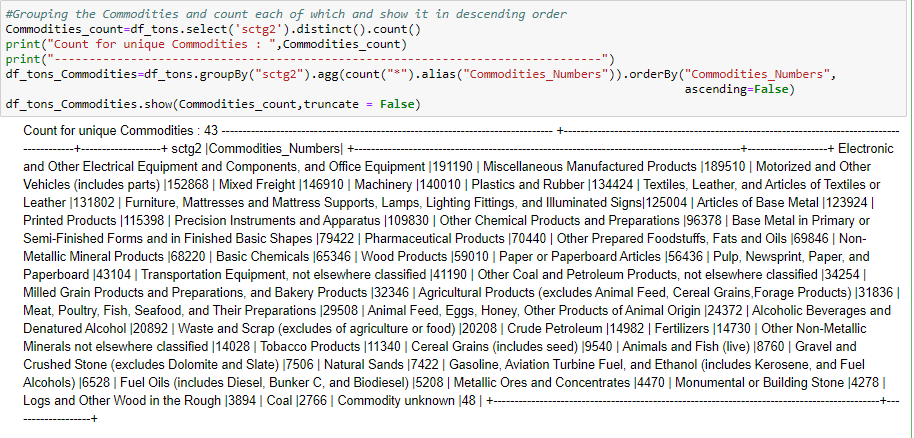 #Grouping the Commodities and count each of which and show it in descending order
Commodities_count=df_tons.select('sctg2').distinct().count()
print("Count for unique Commodities : ",Commodities_count)
print("------------------------------------------------------------------------------")
df_tons_Commodities=df_tons.groupBy("sctg2").agg(count("*").alias("Commodities_Numbers")).orderBy("Commodities_Numbers",
ascending=False)
df_tons_Commodities.show(Commodities_count,truncate = False)
Count for unique Commodities : 43 ------------------------------------------------------------------------------ +--------------------------------------------------------------------------------
------------+-------------------+ sctg2 |Commodities_Numbers| +--------------------------------------------------------------------------------------------+-------------------+ Electronic
and Other Electrical Equipment and Components, and Office Equipment |191190 | Miscellaneous Manufactured Products |189510 | Motorized and Other
Vehicles (includes parts) |152868 | Mixed Freight |146910 | Machinery |140010 | Plastics and Rubber |134424 | Textiles, Leather, and Articles of Textiles or
Leather |131802 | Furniture, Mattresses and Mattress Supports, Lamps, Lighting Fittings, and Illuminated Signs|125004 | Articles of Base Metal |123924 |
Printed Products |115398 | Precision Instruments and Apparatus |109830 | Other Chemical Products and Preparations |96378 | Base Metal in Primary or
Semi-Finished Forms and in Finished Basic Shapes |79422 | Pharmaceutical Products |70440 | Other Prepared Foodstuffs, Fats and Oils |69846 | Non-
Metallic Mineral Products |68220 | Basic Chemicals |65346 | Wood Products |59010 | Paper or Paperboard Articles |56436 | Pulp, Newsprint, Paper, and
Paperboard |43104 | Transportation Equipment, not elsewhere classified |41190 | Other Coal and Petroleum Products, not elsewhere classified |34254 |
Milled Grain Products and Preparations, and Bakery Products |32346 | Agricultural Products (excludes Animal Feed, Cereal Grains,Forage Products) |31836 |
Meat, Poultry, Fish, Seafood, and Their Preparations |29508 | Animal Feed, Eggs, Honey, Other Products of Animal Origin |24372 | Alcoholic Beverages and
Denatured Alcohol |20892 | Waste and Scrap (excludes of agriculture or food) |20208 | Crude Petroleum |14982 | Fertilizers |14730 | Other Non-Metallic
Minerals not elsewhere classified |14028 | Tobacco Products |11340 | Cereal Grains (includes seed) |9540 | Animals and Fish (live) |8760 | Gravel and
Crushed Stone (excludes Dolomite and Slate) |7506 | Natural Sands |7422 | Gasoline, Aviation Turbine Fuel, and Ethanol (includes Kerosene, and Fuel
Alcohols) |6528 | Fuel Oils (includes Diesel, Bunker C, and Biodiesel) |5208 | Metallic Ores and Concentrates |4470 | Monumental or Building Stone |4278 |
Logs and Other Wood in the Rough |3894 | Coal |2766 | Commodity unknown |48 | +--------------------------------------------------------------------------------------------+---
----------------+